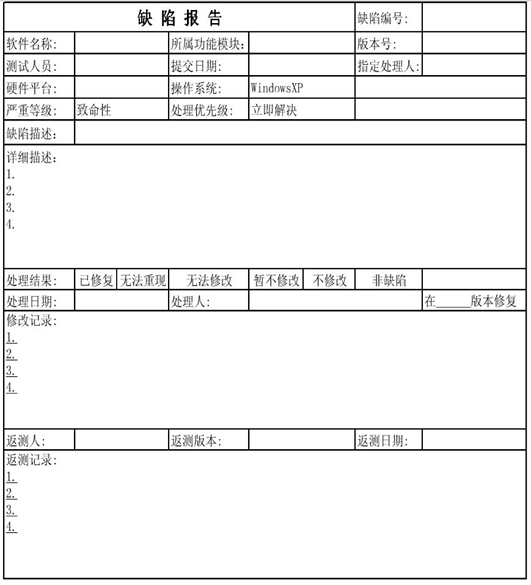 缺 陷 报 告 缺陷编号:
软件名称: 所属功能模块: 版本号:
测试人员: 提交日期: 指定处理人:
硬件平台: 操作系统: WindowsXP
严重等级: 致命性 处理优先级: 立即解决
缺陷描述:
详细描述:
1.
2.
3.
4.
处理结果: 已修复 无法重现 无法修改 暂不修改 不修改 非缺陷
处理日期: 处理人: 在_____版本修复
修改记录:
1.
2.
3.
4.
返测人: 返测版本: 返测日期:
返测记录:
1.
2.
3.
4.